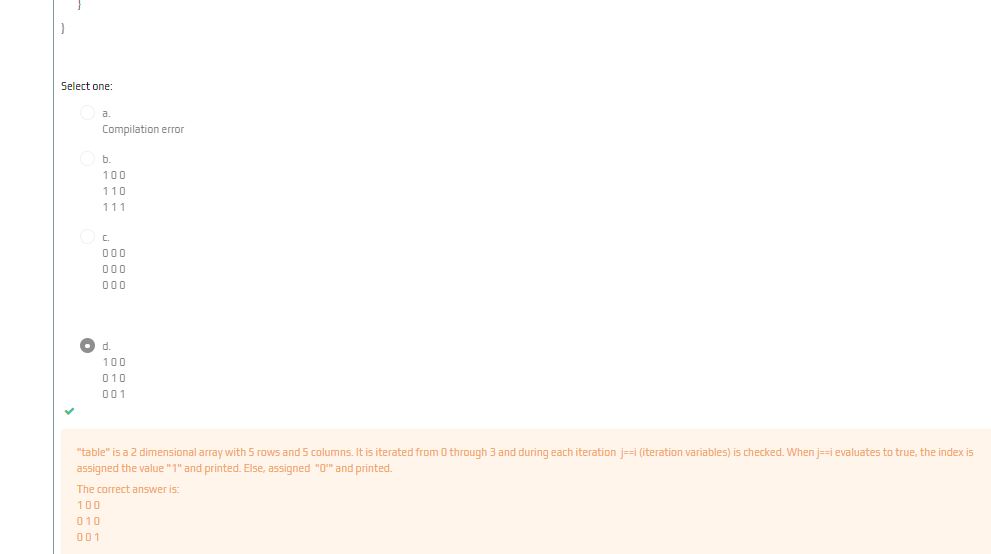 }
}
Select one:
a.
Compilation error
b.
1 0 0
1 1 0
1 1 1
c.
0 0 0
0 0 0
0 0 0
d.
1 0 0
0 1 0
0 0 1
"table" is a 2 dimensional array with 5 rows and 5 columns. It is iterated from 0 through 3 and during each iteration  j==i (iteration variables) is checked. When j==i evaluates to true, the index is
assigned the value "1" and printed. Else, assigned  "0'" and printed.
The correct answer is:
1 0 0
0 1 0
0 0 1